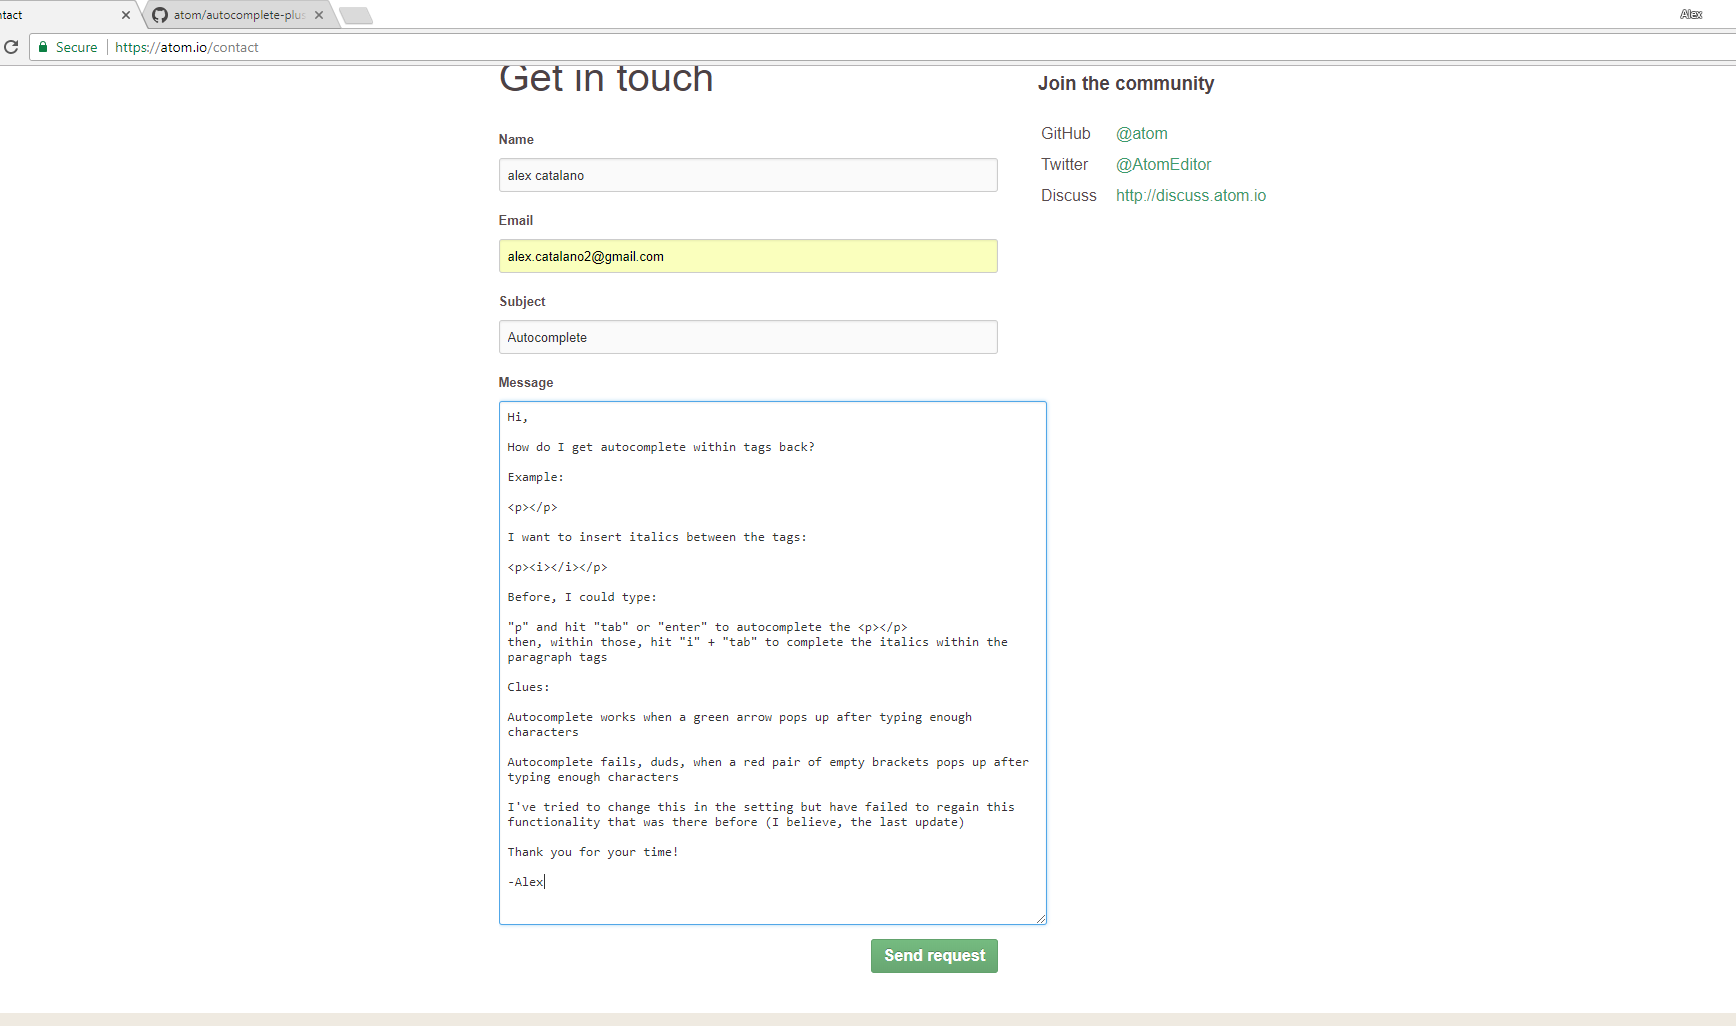 ntact
atom/autocomplete-plus
Alex
Secure
https://atom.io/contact
Get in touch
Name
alex catalano
Email
alex.catalano2@gmail.com
Subject
Autocomplete
Message
Hi,
How do I get autocomplete within tags back?
Example:
<p></p>
I want to insert italics between the tags:
<p><i></i></p>
Before, I could type:
"p" and hit "tab" or "enter" to autocomplete the <p></p>
then, within those, hit "i" + "tab" to complete the italics within the
paragraph tags
Clues:
Autocomplete works when a green arrow pops up after typing enough
characters
Autocomplete fails, duds, when a red pair of empty brackets pops up after
typing enough characters
I've tried to change this in the setting but have failed to regain this
functionality that was there before (I believe, the last update)
Thank you for your time!
-Alex
Send request
Join the community
GitHub @atom
Twitter @AtomEditor
Discuss http://discuss.atom.io